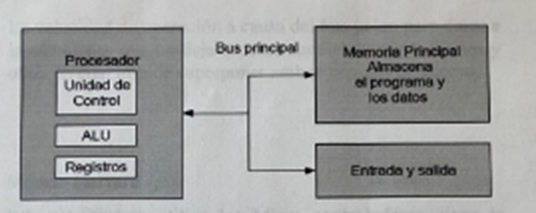 Procesador
Unidad de
Control
ALU
Registros
Bus principal
Memoria Principal
Almacena
el programa y
los datos
Entrada y salida